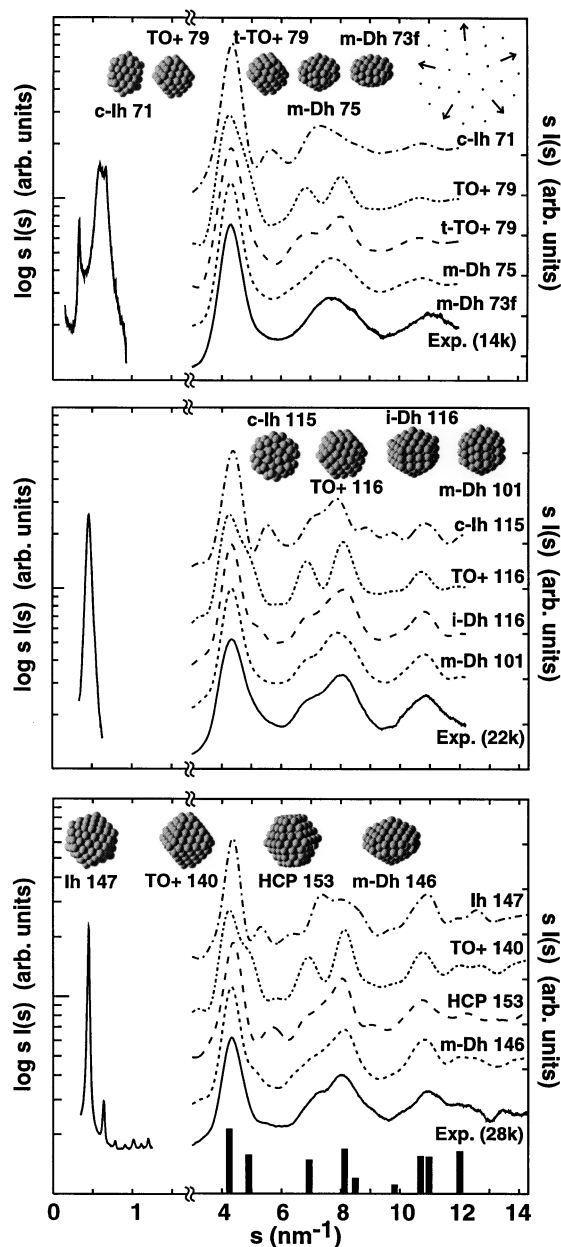 TO+ 79 t-TO+ 79 m-Dh 73f
c-Ih 71 m-Dh 75
c-Ih 71
TO+ 79
t-TO+ 79
m-Dh 75
m-Dh 73f
Exp. (14k)
log s I(s) (arb. units)
s I(s) (arb. units)
c-Ih 115 i-Dh 116
TO+ 116 m-Dh 101
c-Ih 115
TO+ 116
i-Dh 116
m-Dh 101
Exp. (22k)
log s I(s) (arb. units)
s I(s) (arb. units)
Ih 147 TO+ 140 HCP 153 m-Dh 146
Ih 147
TO+ 140
HCP 153
m-Dh 146
Exp. (28k)
log s I(s) (arb. units)
s I(s) (arb. units)
0 1 4 6 8 10 12 14
s (nm⁻¹)